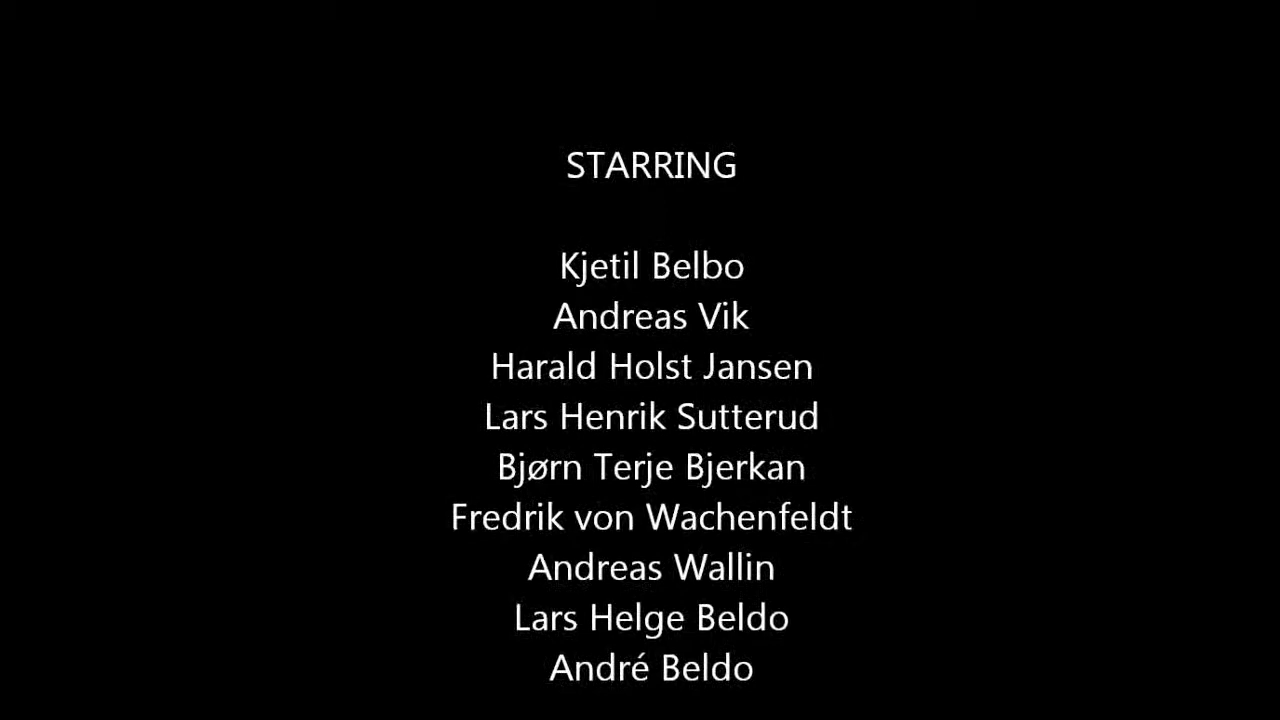 STARRING
Kjetil Belbo
Andreas Vik
Harald Holst Jansen
Lars Henrik Sutterud
Bjørn Terje Bjerkan
Fredrik von Wachenfeldt
Andreas Wallin
Lars Helge Beldo
André Beldo